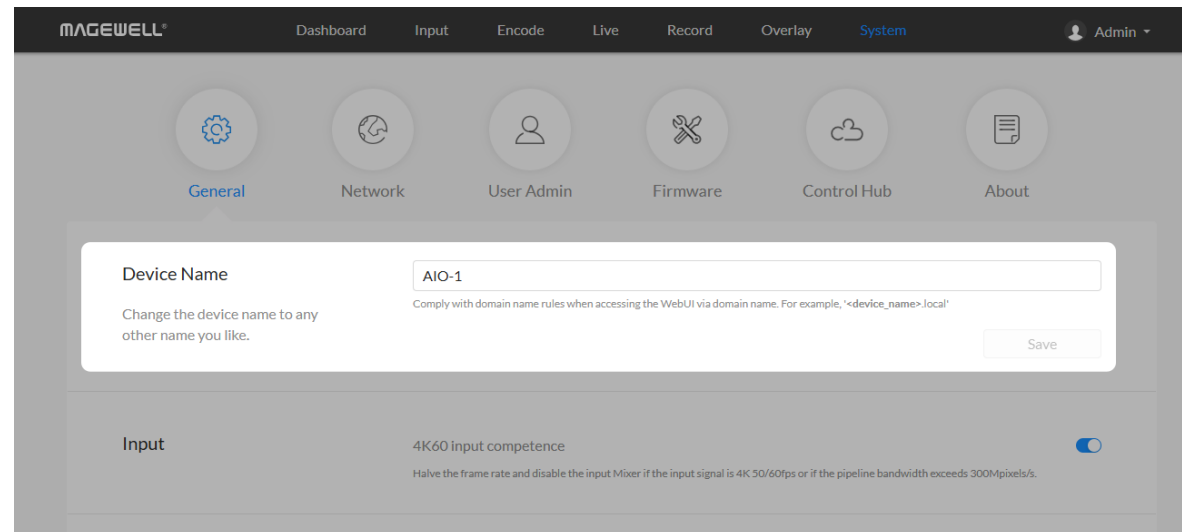 MAGEWELL®
Dashboard Input Encode Live Record Overlay System Admin
General Network User Admin Firmware Control Hub About
Device Name
AIO-1
Comply with domain name rules when accessing the WebUI via domain name. For example, '<device_name>.local'
Change the device name to any
other name you like.
Save
Input
4K60 input competence
Halve the frame rate and disable the input Mixer if the input signal is 4K 50/60fps or if the pipeline bandwidth exceeds 300Mpixels/s.